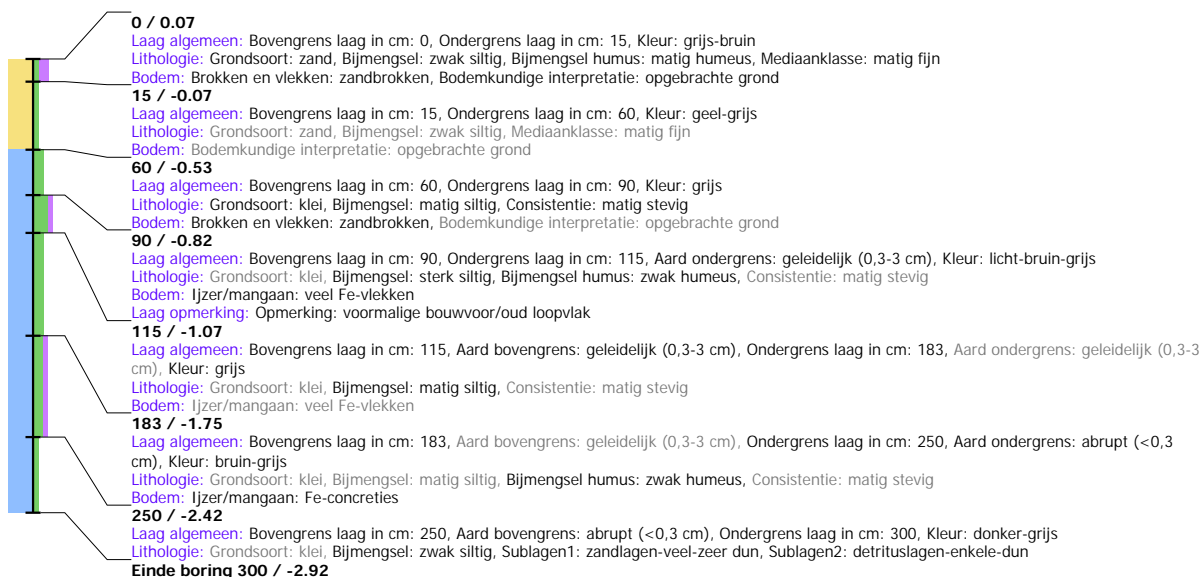 0 / 0.07
Laag algemeen: Bovengrens laag in cm: 0, Ondergrens laag in cm: 15, Kleur: grijs-bruin
Lithologie: Grondsoort: zand, Bijmengsel: zwak siltig, Bijmengsel humus: matig humeus, Mediaanklasse: matig fijn
Bodem: Brokken en vlekken: zandbrokken, Bodemkundige interpretatie: opgebrachte grond
15 / -0.07
Laag algemeen: Bovengrens laag in cm: 15, Ondergrens laag in cm: 60, Kleur: geel-grijs
Lithologie: Grondsoort: zand, Bijmengsel: zwak siltig, Mediaanklasse: matig fijn
Bodem: Bodemkundige interpretatie: opgebrachte grond
60 / -0.53
Laag algemeen: Bovengrens laag in cm: 60, Ondergrens laag in cm: 90, Kleur: grijs
Lithologie: Grondsoort: klei, Bijmengsel: matig siltig, Consistentie: matig stevig
Bodem: Brokken en vlekken: zandbrokken, Bodemkundige interpretatie: opgebrachte grond
90 / -0.82
Laag algemeen: Bovengrens laag in cm: 90, Ondergrens laag in cm: 115, Aard ondergrens: geleidelijk (0,3-3 cm), Kleur: licht-bruin-grijs
Lithologie: Grondsoort: klei, Bijmengsel: sterk siltig, Bijmengsel humus: zwak humeus, Consistentie: matig stevig
Bodem: Ijzer/mangaan: veel Fe-vlekken
Laag opmerking: Opmerking: voormalige bouwvoor/oud loopvlak
115 / -1.07
Laag algemeen: Bovengrens laag in cm: 115, Aard bovengrens: geleidelijk (0,3-3 cm), Ondergrens laag in cm: 183, Aard ondergrens: geleidelijk (0,3-3
cm), Kleur: grijs
Lithologie: Grondsoort: klei, Bijmengsel: matig siltig, Consistentie: matig stevig
Bodem: Ijzer/mangaan: veel Fe-vlekken
183 / -1.75
Laag algemeen: Bovengrens laag in cm: 183, Aard bovengrens: geleidelijk (0,3-3 cm), Ondergrens laag in cm: 250, Aard ondergrens: abrupt (<0,3
cm), Kleur: bruin-grijs
Lithologie: Grondsoort: klei, Bijmengsel: matig siltig, Bijmengsel humus: zwak humeus, Consistentie: matig stevig
Bodem: Ijzer/mangaan: Fe-concreties
250 / -2.42
Laag algemeen: Bovengrens laag in cm: 250, Aard bovengrens: abrupt (<0,3 cm), Ondergrens laag in cm: 300, Kleur: donker-grijs
Lithologie: Grondsoort: klei, Bijmengsel: zwak siltig, Sublagen1: zandlagen-veel-zeer dun, Sublagen2: detrituslagen-enkele-dun
Einde boring 300 / -2.92